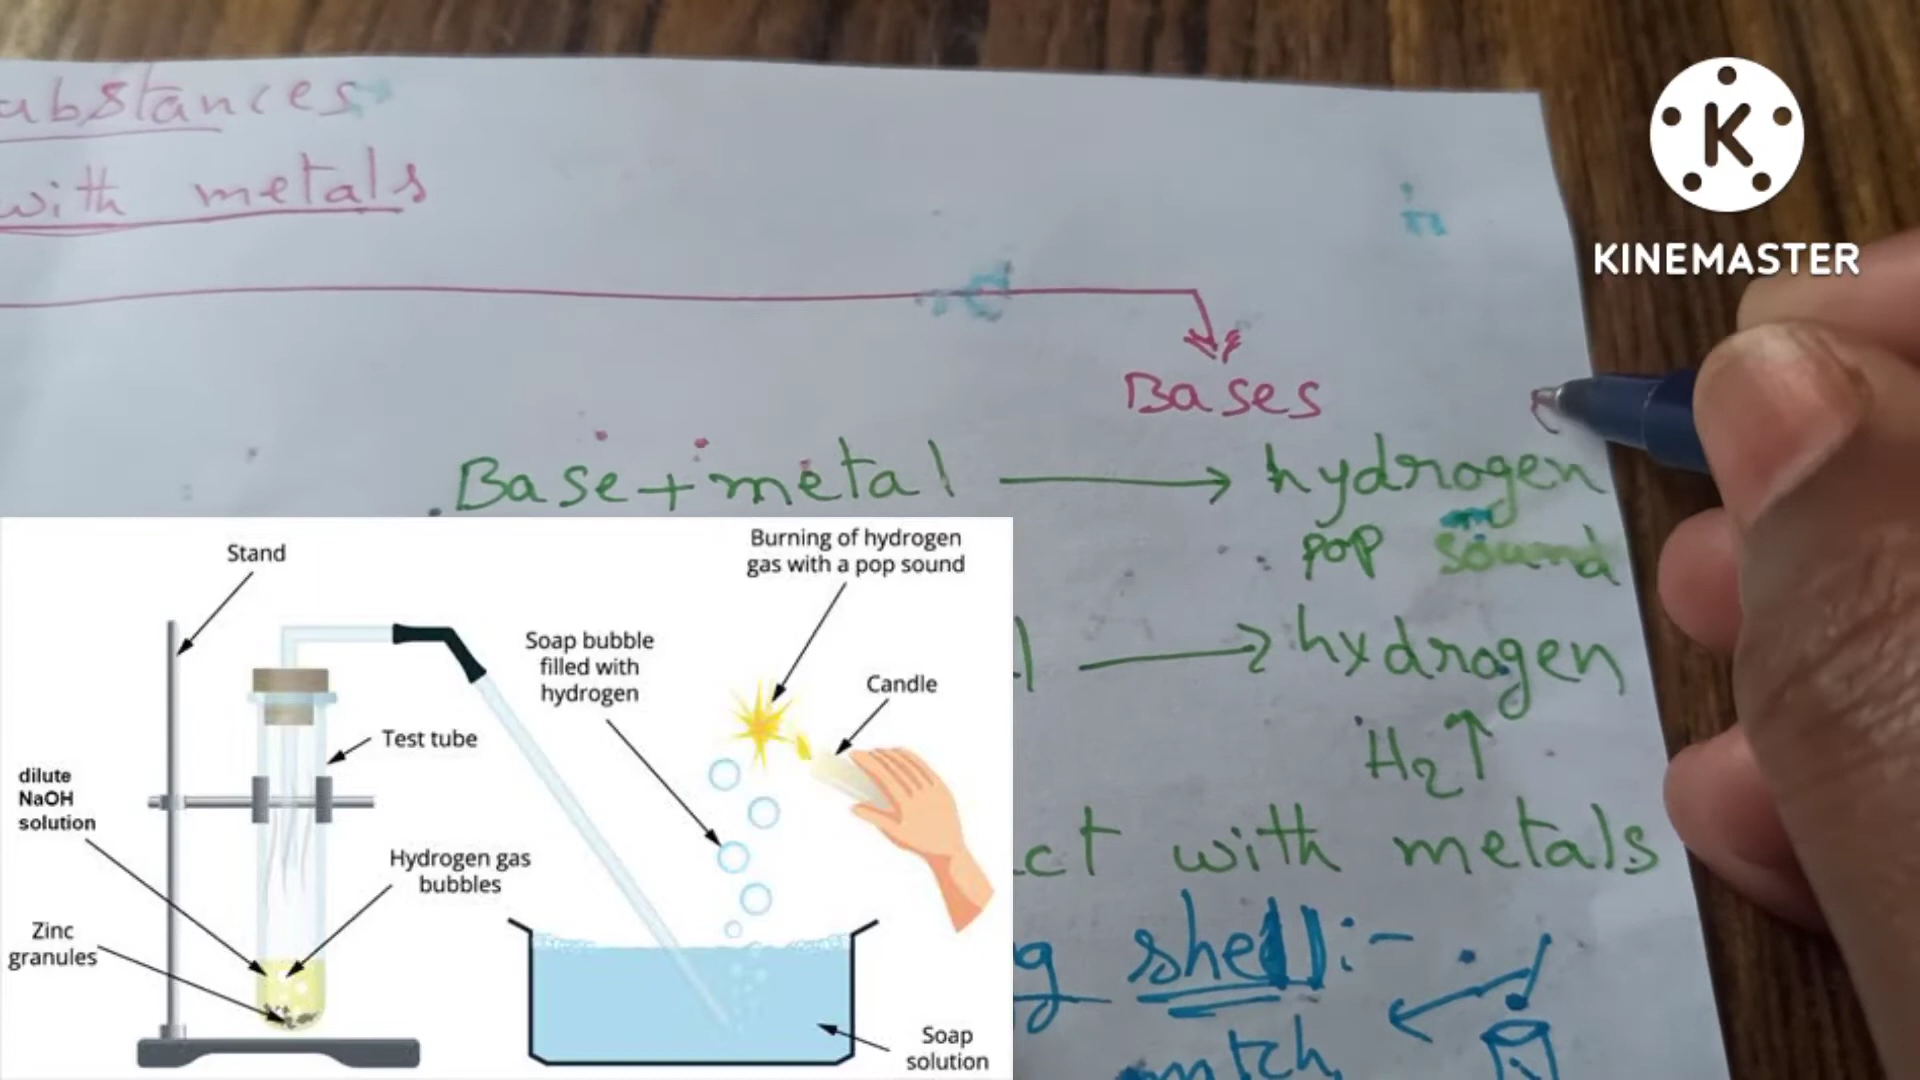 ubstances
with metals
KINEMASTER
Bases
Base + metal → hydrogen
pop sound
→ hydrogen
H2↑
ct with metals
g shell:-
match
Stand
Burning of hydrogen
gas with a pop sound
Soap bubble
filled with
hydrogen
Candle
Test tube
dilute
NaOH
solution
Hydrogen gas
bubbles
Zinc
granules
Soap
solution